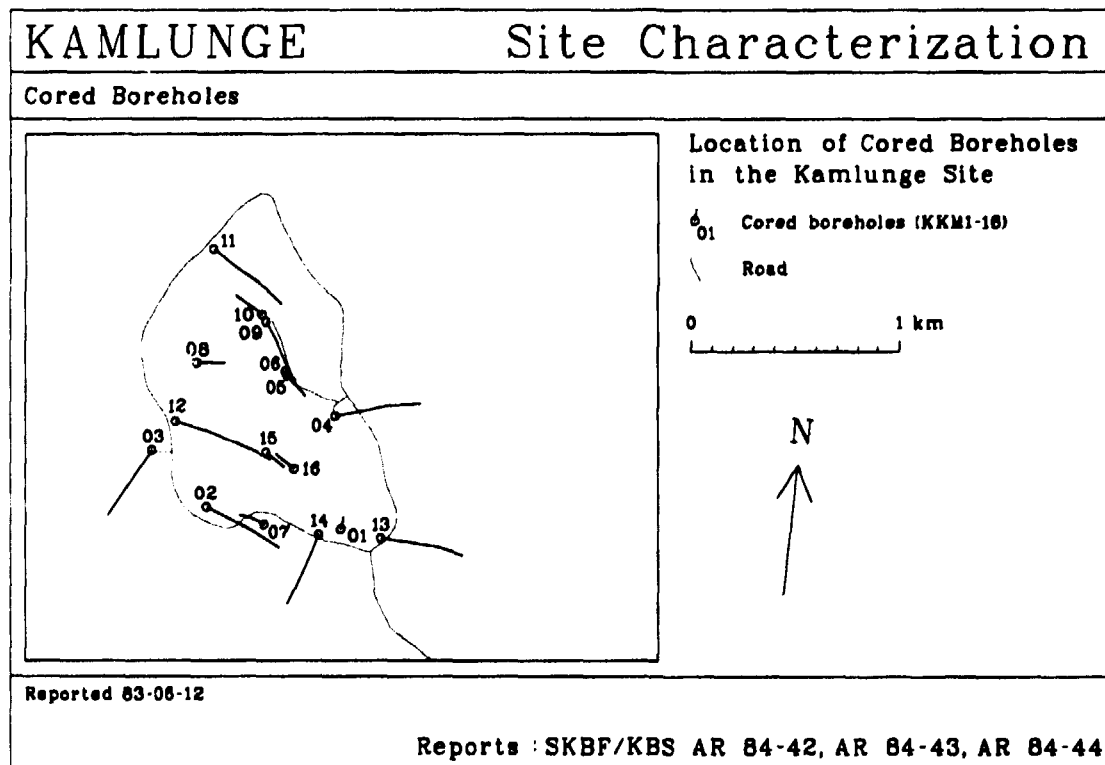 KAMLUNGE Site Characterization
Cored Boreholes
Location of Cored Boreholes
in the Kamlunge Site
01 Cored boreholes (KKM1-16)
Road
0 1 km
N
11
10
09
08
06
05
04
12
03
15
16
02
07
14
01
13
Reported 83-06-12
Reports : SKBF/KBS AR 84-42, AR 84-43, AR 84-44